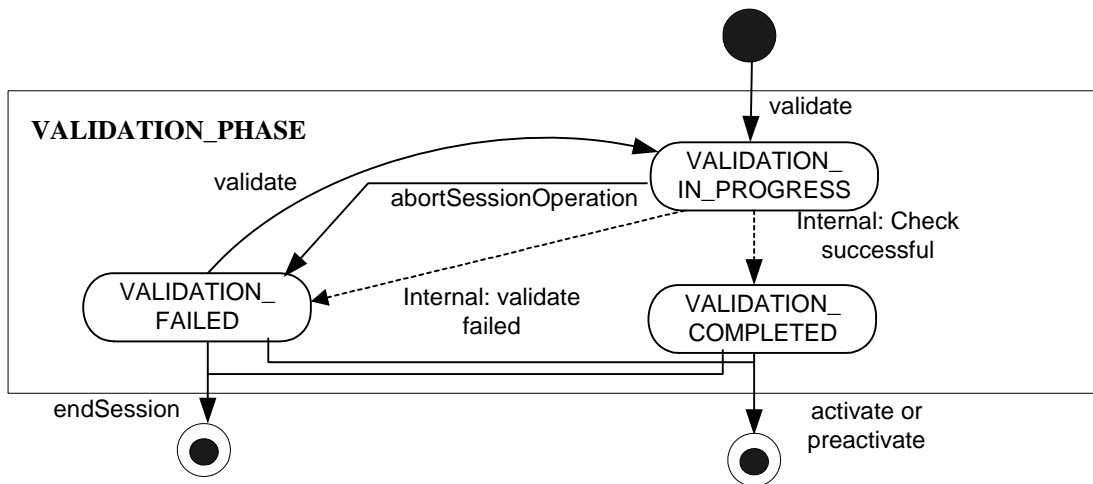 validate
VALIDATION_PHASE
VALIDATION_
IN_PROGRESS
validate
abortSessionOperation
Internal: Check
successful
VALIDATION_
FAILED
Internal: validate
failed
VALIDATION_
COMPLETED
endSession
activate or
preactivate